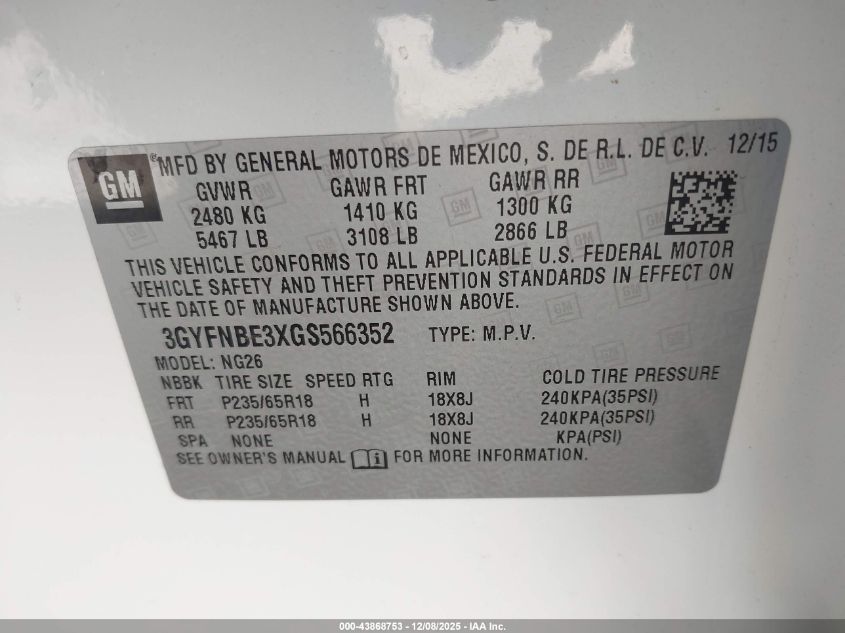 GM
®MFD BY GENERAL MOTORS DE MEXICO, S. DE R.L. DE C.V. 12/15
GVWR GAWR FRT GAWR RR
2480 KG 1410 KG 1300 KG
5467 LB 3108 LB 2866 LB
THIS VEHICLE CONFORMS TO ALL APPLICABLE U.S. FEDERAL MOTOR
VEHICLE SAFETY AND THEFT PREVENTION STANDARDS IN EFFECT ON
THE DATE OF MANUFACTURE SHOWN ABOVE.
3GYFNBE3XGS566352 TYPE: M.P.V.
MODEL: NG26
NBBK TIRE SIZE SPEED RTG RIM COLD TIRE PRESSURE
FRT P235/65R18 H 18X8J 240KPA(35PSI)
RR P235/65R18 H 18X8J 240KPA(35PSI)
SPA NONE NONE KPA(PSI)
SEE OWNER'S MANUAL FOR MORE INFORMATION.
000-43868753 - 12/08/2025 - IAA Inc.